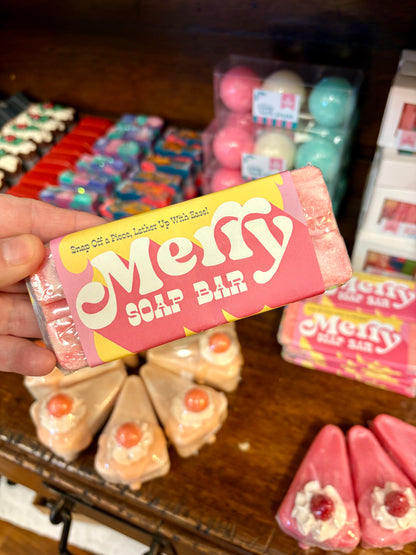 Snap Off a Piece, Lather Up With Ease!
Merry
SOAP BAR
Merry
SOAP BAR